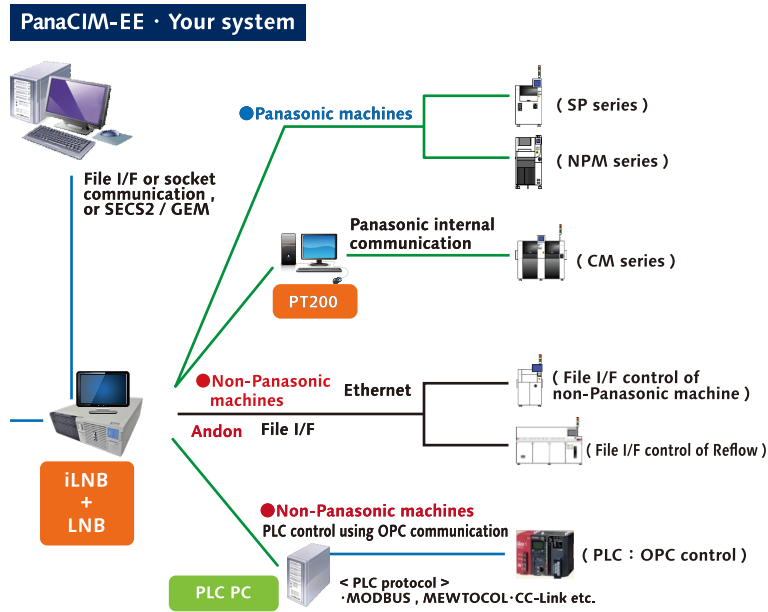 PanaCIM-EE · Your system
●Panasonic machines
( SP series )
( NPM series )
File I/F or socket
communication ,
or SECS2 / GEM
Panasonic internal
communication
( CM series )
PT200
●Non-Panasonic
machines
Ethernet
( File I/F control of
non-Panasonic machine )
Andon
File I/F
( File I/F control of Reflow )
iLNB
+
LNB
●Non-Panasonic machines
PLC control using OPC communication
( PLC : OPC control )
PLC PC
< PLC protocol >
·MODBUS , MEWTOCOL·CC-Link etc.